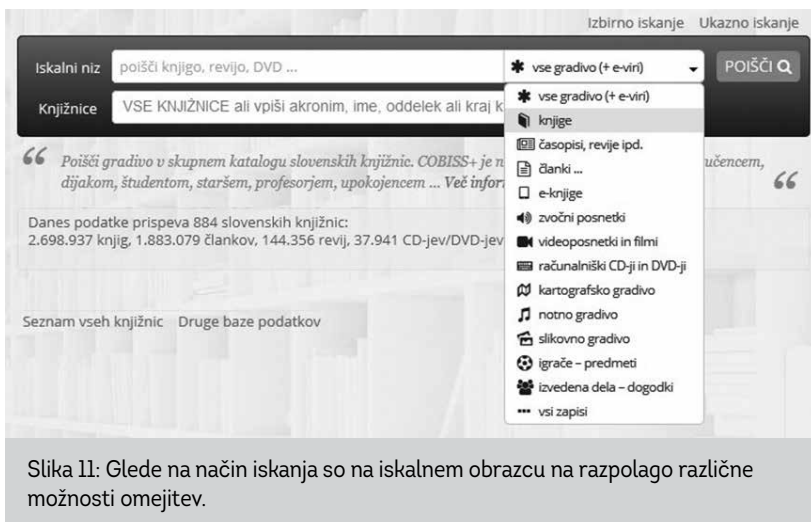 Izbirno iskanje Ukazno iskanje
Iskalni niz poišči knjigo, revijo, DVD ... vse gradivo (+ e-viri) POIŠČI
Knjižnice VSE KNJIŽNICE ali vpiši akronim, ime, oddelek ali kraj k
vse gradivo (+ e-viri)
knjige
časopisi, revije ipd.
članki ...
e-knjige
zvočni posnetki
videoposnetki in filmi
računalniški CD-ji in DVD-ji
kartografsko gradivo
notno gradivo
slikovno gradivo
igrače – predmeti
izvedena dela – dogodki
vsi zapisi
Poišči gradivo v skupnem katalogu slovenskih knjižnic. COBISS+ je n učencem,
dijakom, študentom, staršem, profesorjem, upokojencem ... Več infor
Danes podatke prispeva 884 slovenskih knjižnic:
2.698.937 knjig, 1.883.079 člankov, 144.356 revij, 37.941 CD-jev/DVD-jev
Seznam vseh knjižnic Druge baze podatkov
Slika 11: Glede na način iskanja so na iskalnem obrazcu na razpolago različne
možnosti omejitev.